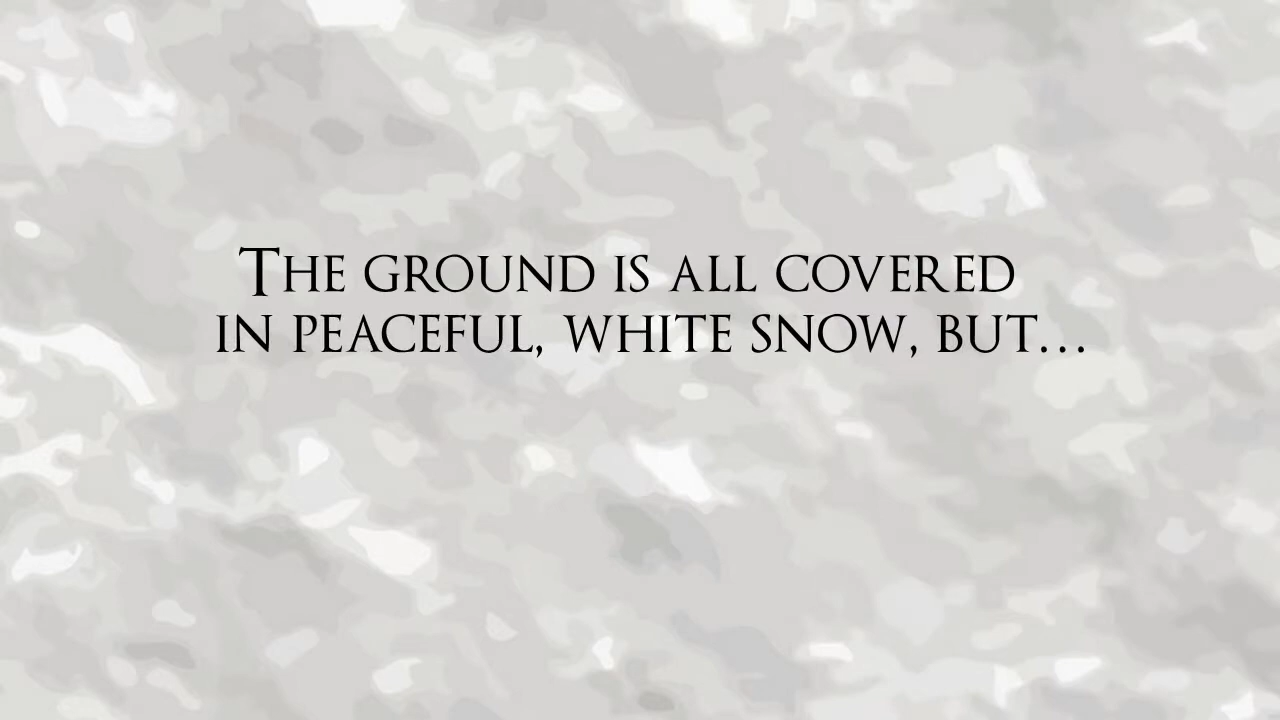 The ground is all covered
in peaceful, white snow, but...